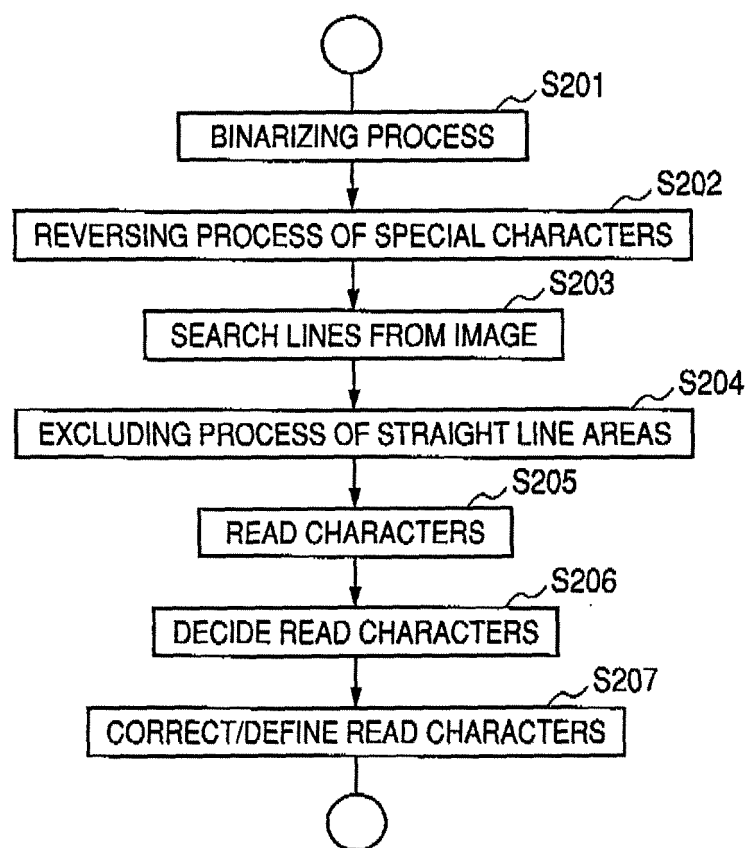 S201
BINARIZING PROCESS
S202
REVERSING PROCESS OF SPECIAL CHARACTERS
S203
SEARCH LINES FROM IMAGE
S204
EXCLUDING PROCESS OF STRAIGHT LINE AREAS
S205
READ CHARACTERS
S206
DECIDE READ CHARACTERS
S207
CORRECT/DEFINE READ CHARACTERS